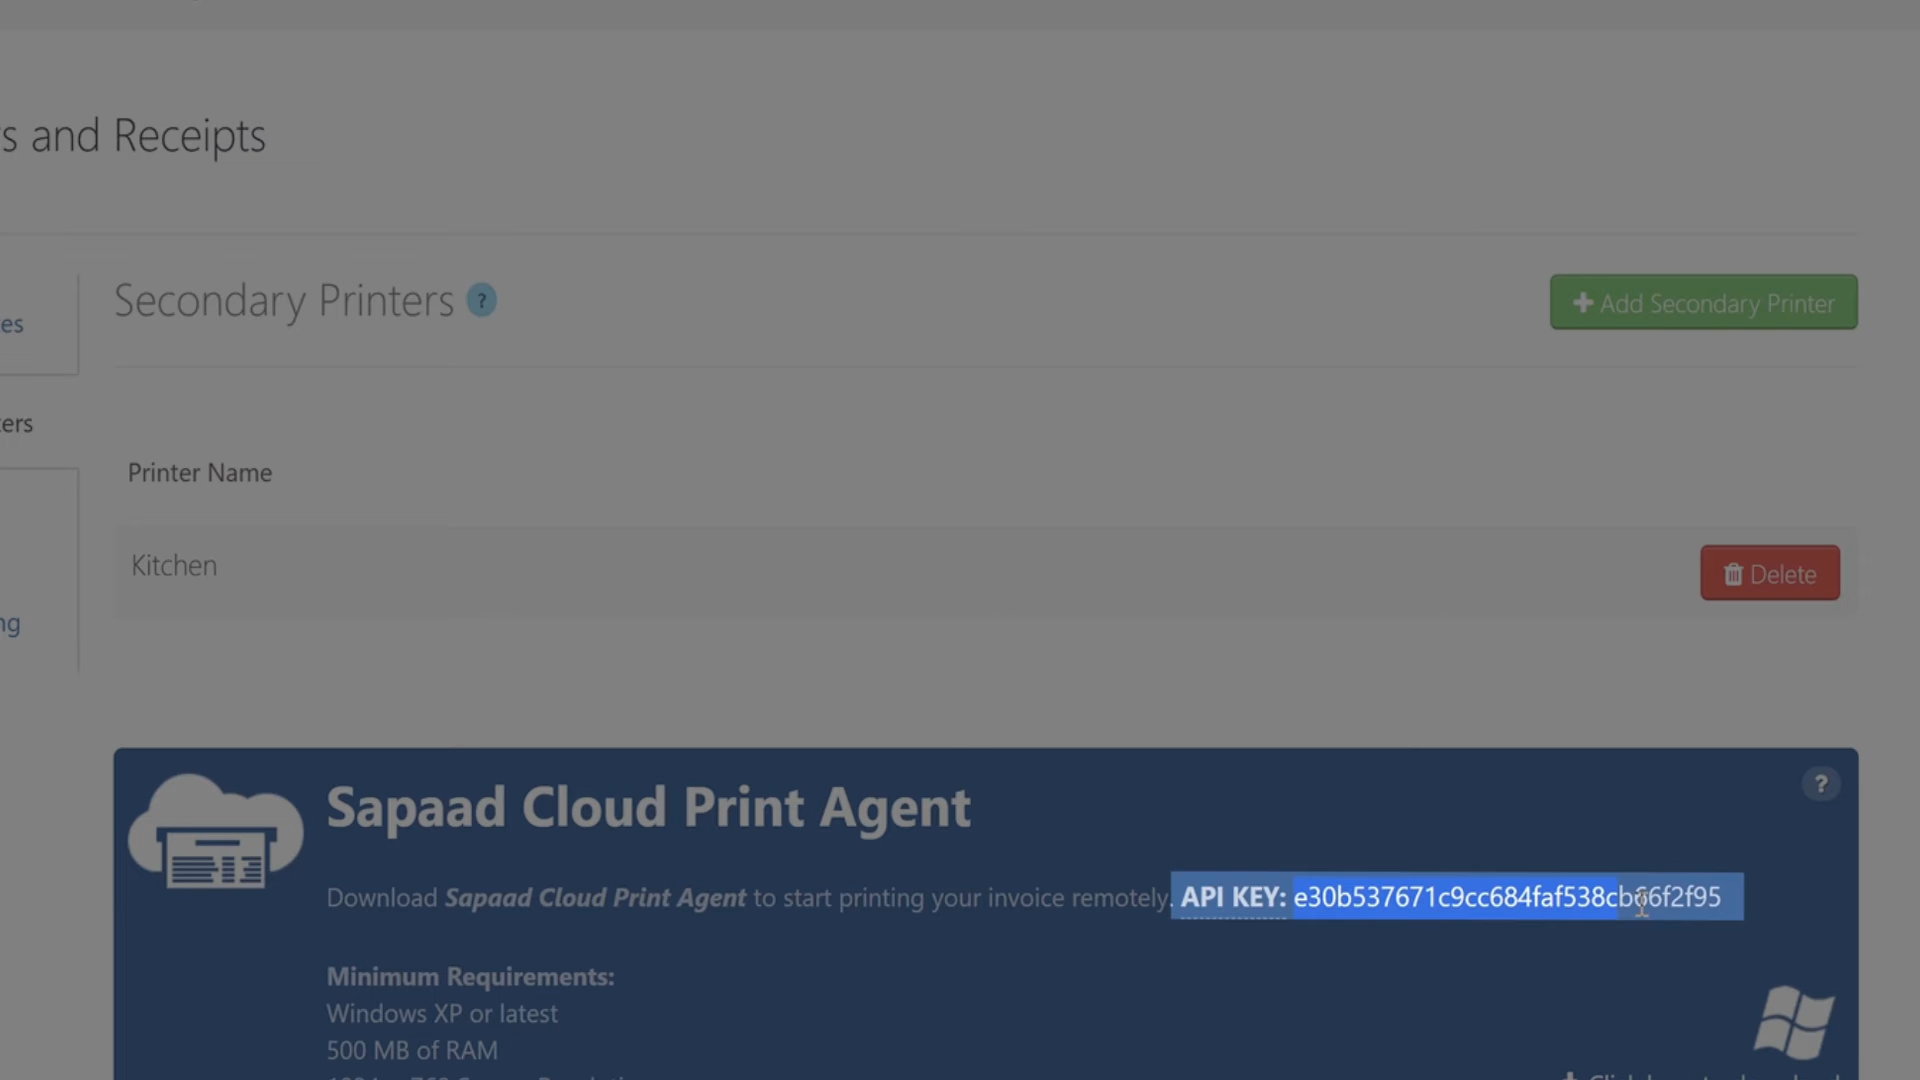 s and Receipts
Secondary Printers ?
Add Secondary Printer
es
ters
Printer Name
Kitchen
Delete
ng
Sapaad Cloud Print Agent
?
Download Sapaad Cloud Print Agent to start printing your invoice remotely. API KEY: e30b537671c9cc684faf538cb66f2f95
Minimum Requirements:
Windows XP or latest
500 MB of RAM